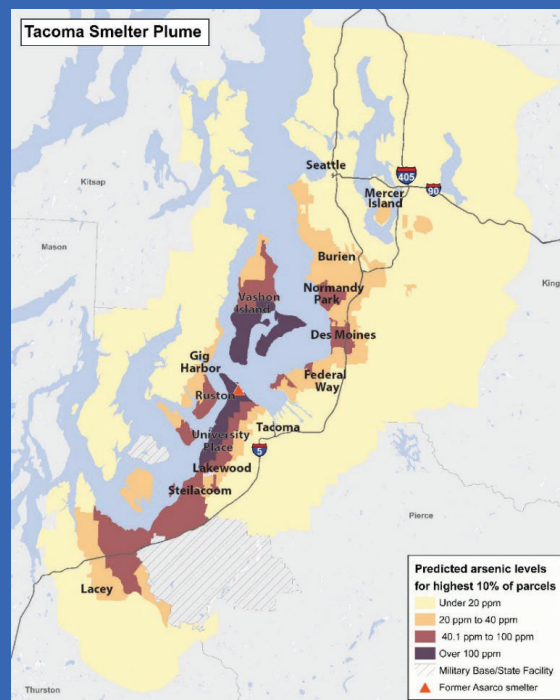 Tacoma Smelter Plume
Seattle
405
90
Kitsap
Mercer
Island
Mason
Burien
King
Vashon
Island
Normandy
Park
Des Moines
Gig
Harbor
Federal
Way
Ruston
Tacoma
University
Place
5
Lakewood
Steilacoom
Pierce
Lacey
Thurston
Predicted arsenic levels
for highest 10% of parcels
Under 20 ppm
20 ppm to 40 ppm
40.1 ppm to 100 ppm
Over 100 ppm
Military Base/State Facility
Former Asarco smelter